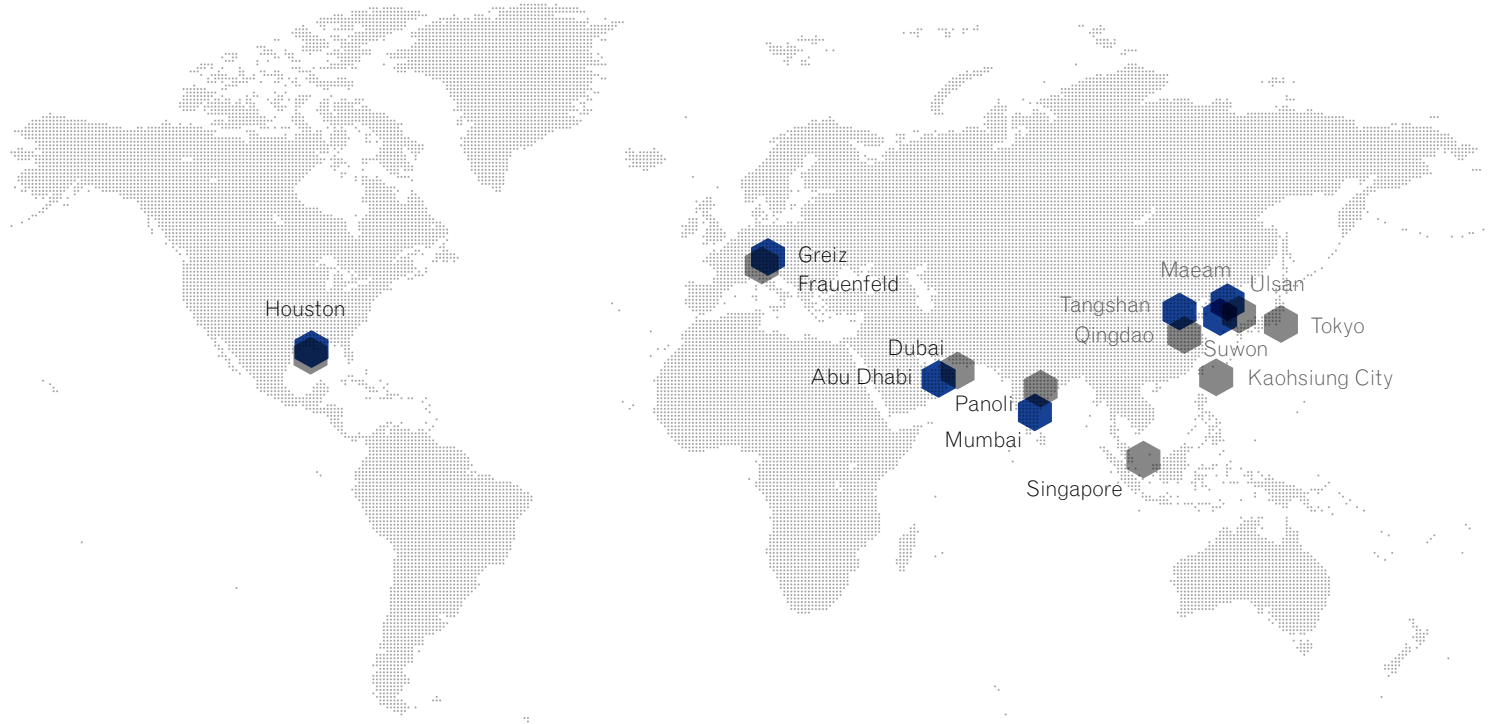 Greiz
Frauenfeld
Houston
Maeam
Ulsan
Tangshan
Tokyo
Qingdao
Suwon
Dubai
Abu Dhabi
Kaohsiung City
Panoli
Mumbai
Singapore